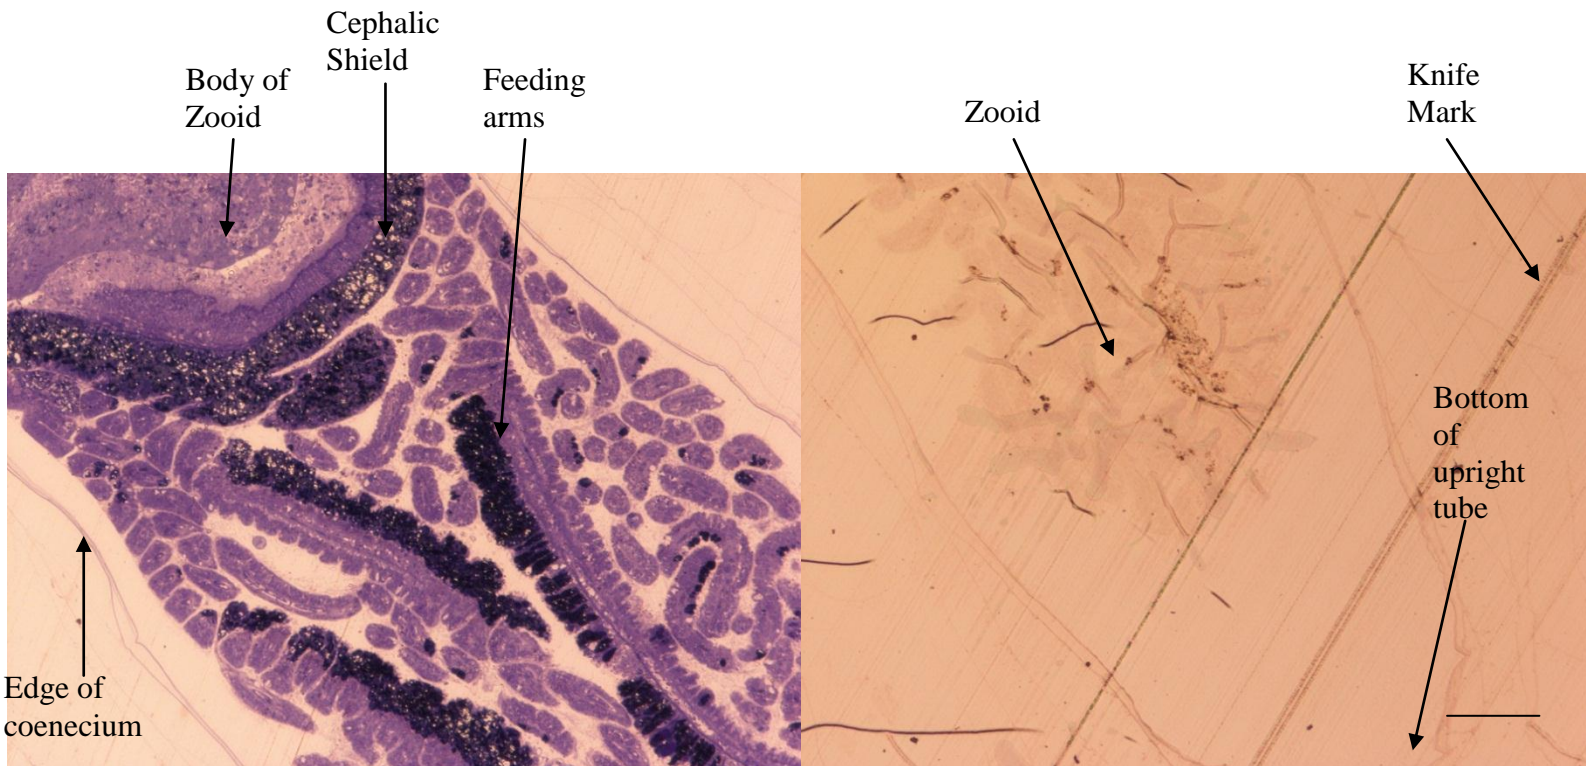 Cephalic
Shield
Body of
Zooid
Feeding
arms
Zooid
Knife
Mark
Bottom
of
upright
tube
Edge of
coenecium